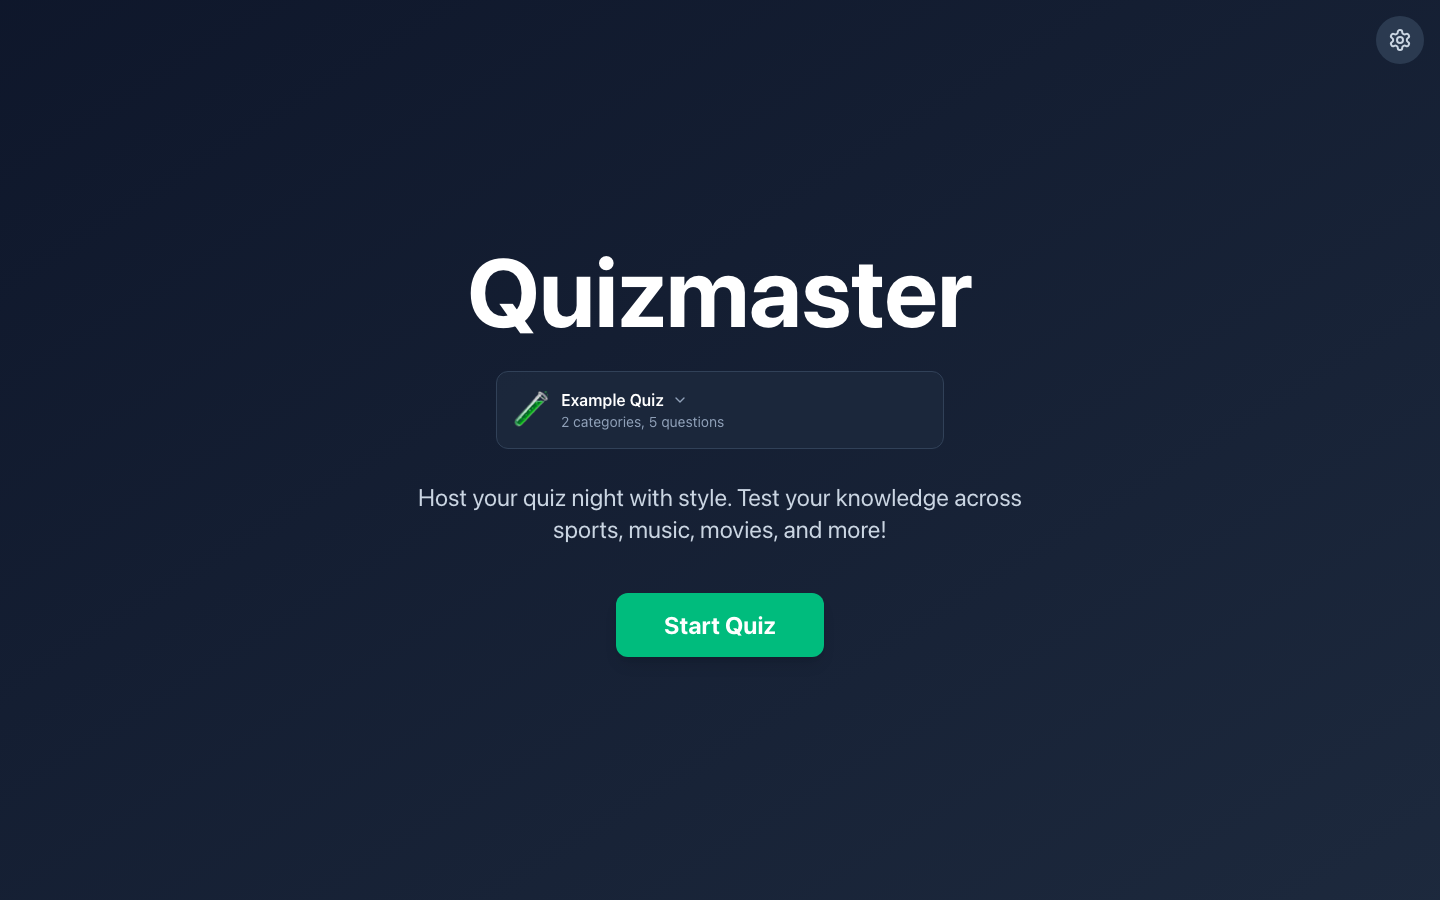 Quizmaster
Example Quiz
2 categories, 5 questions
Host your quiz night with style. Test your knowledge across
sports, music, movies, and more!
Start Quiz